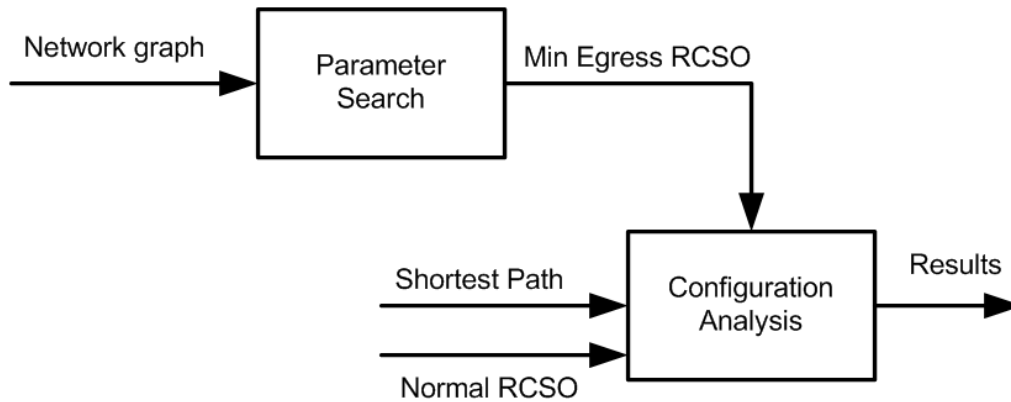 Network graph
Parameter
Search
Min Egress RCSO
Shortest Path
Normal RCSO
Configuration
Analysis
Results